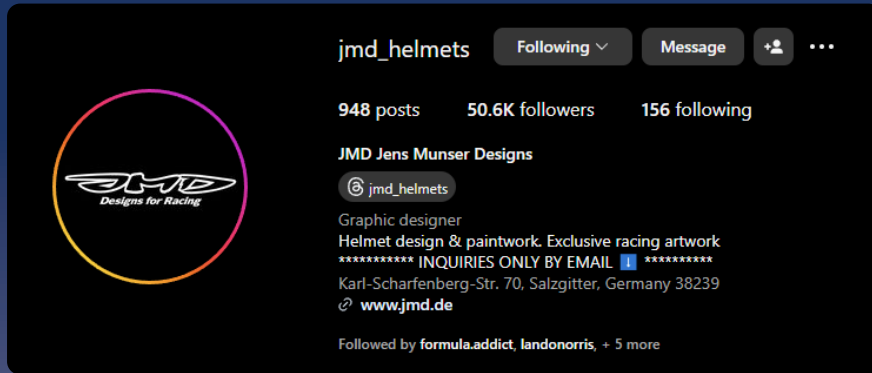 jmd_helmets Following Message
948 posts 50.6K followers 156 following
JMD Jens Munser Designs
jmd_helmets
Graphic designer
Helmet design & paintwork. Exclusive racing artwork
*********** INQUIRIES ONLY BY EMAIL ⬇️ **********
Karl-Scharfenberg-Str. 70, Salzgitter, Germany 38239
www.jmd.de
Followed by formula.addict, landonorris, + 5 more
JMD
Designs for Racing